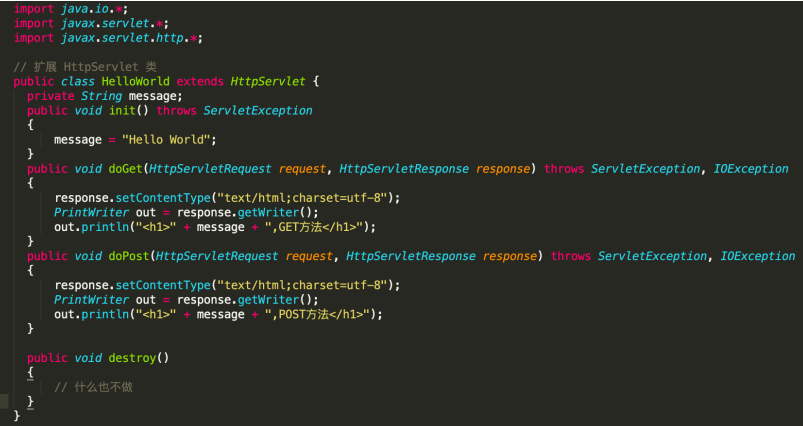 import java.io.*;
import javax.servlet.*;
import javax.servlet.http.*;
// 扩展 HttpServlet 类
public class HelloWorld extends HttpServlet {
private String message;
public void init() throws ServletException
{
message = "Hello World";
}
public void doGet(HttpServletRequest request, HttpServletResponse response) throws ServletException, IOException
{
response.setContentType("text/html;charset=utf-8");
PrintWriter out = response.getWriter();
out.println("<h1>" + message + ",GET方法</h1>");
}
public void doPost(HttpServletRequest request, HttpServletResponse response) throws ServletException, IOException
{
response.setContentType("text/html;charset=utf-8");
PrintWriter out = response.getWriter();
out.println("<h1>" + message + ",POST方法</h1>");
}
public void destroy()
{
// 什么也不做
}
}